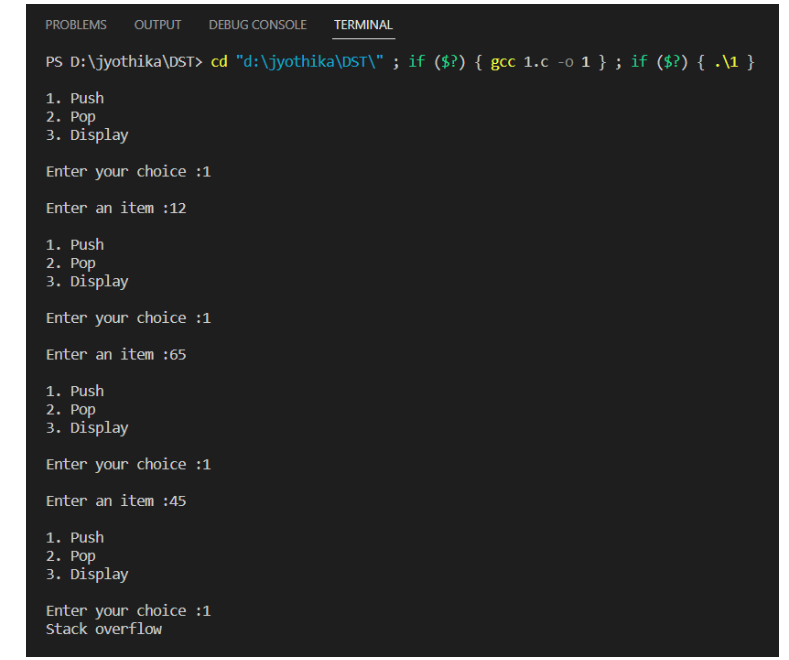 PROBLEMS OUTPUT DEBUG CONSOLE TERMINAL
PS D:\jyothika\DST> cd "d:\jyothika\DST\" ; if ($?) { gcc 1.c -o 1 } ; if ($?) { .\1 }
1. Push
2. Pop
3. Display
Enter your choice :1
Enter an item :12
1. Push
2. Pop
3. Display
Enter your choice :1
Enter an item :65
1. Push
2. Pop
3. Display
Enter your choice :1
Enter an item :45
1. Push
2. Pop
3. Display
Enter your choice :1
Stack overflow